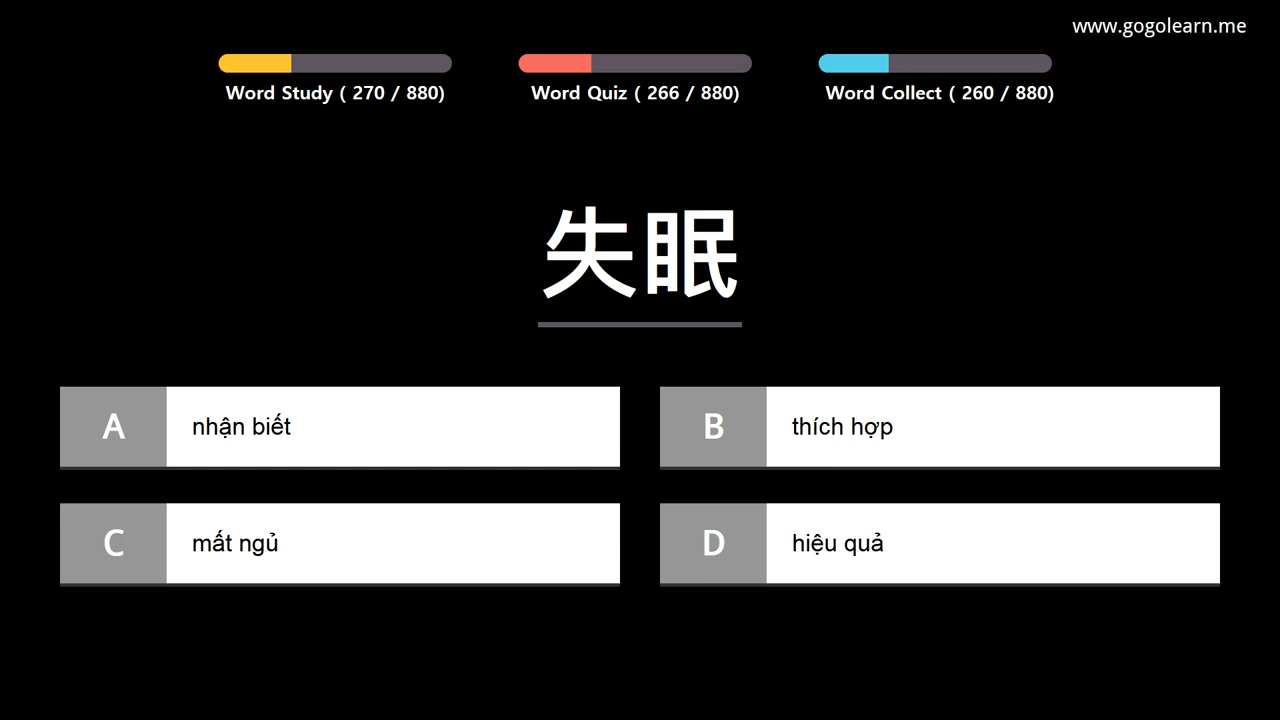 www.gogolearn.me
Word Study ( 270 / 880)
Word Quiz ( 266 / 880)
Word Collect ( 260 / 880)
失眠
A nhận biết
B thích hợp
C mất ngủ
D hiệu quả